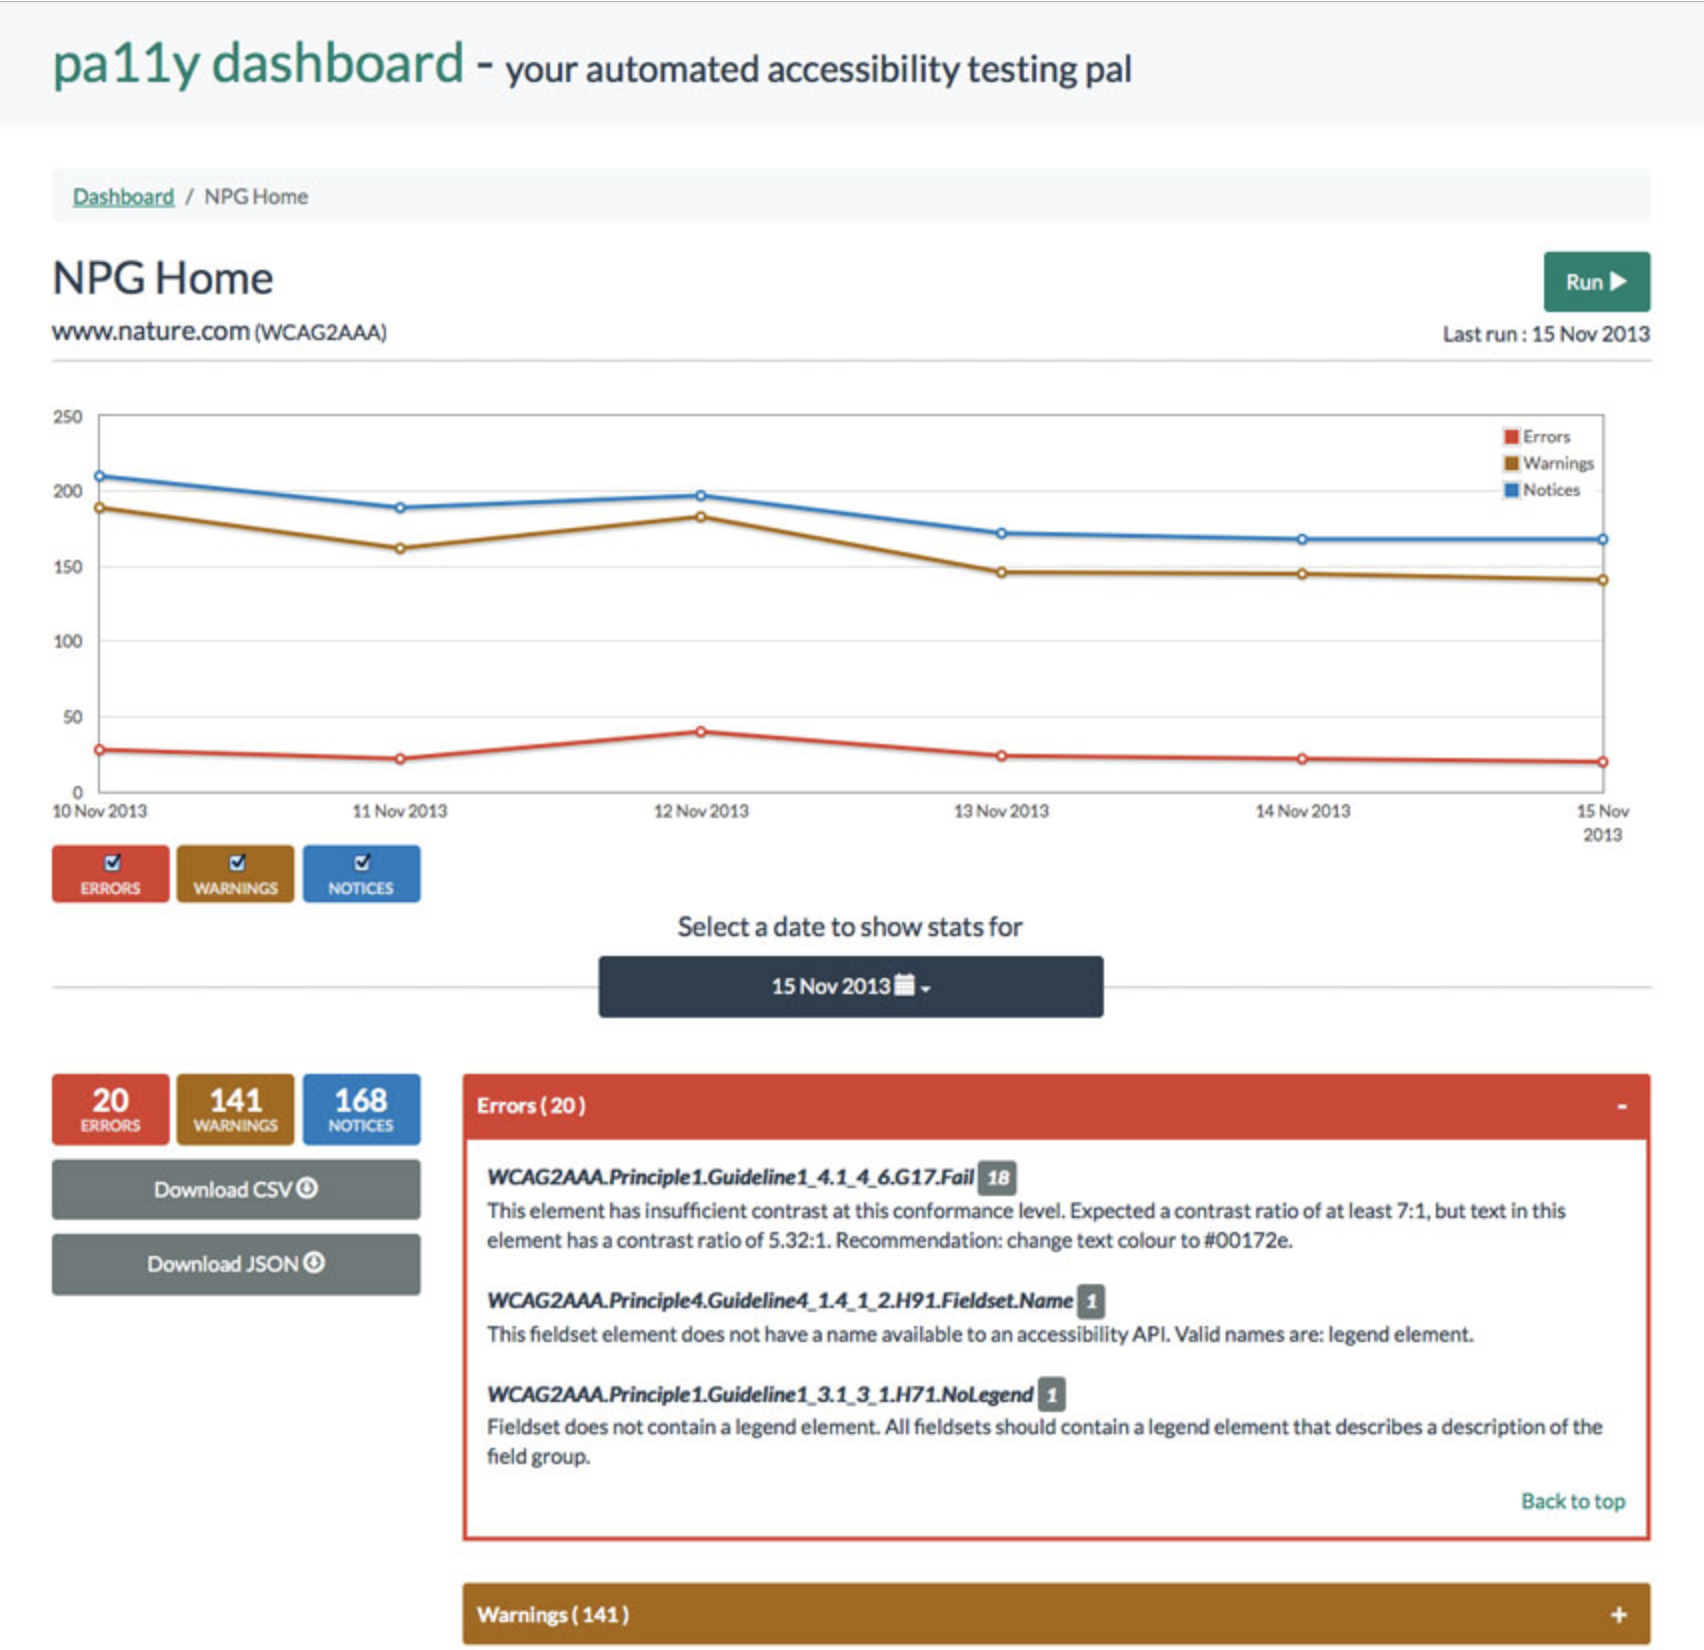 pa11y dashboard - your automated accessibility testing pal
Dashboard / NPG Home
NPG Home
Run
www.nature.com (WCAG2AAA)
Last run : 15 Nov 2013
250
200
150
100
50
0
Errors
Warnings
Notices
10 Nov 2013
11 Nov 2013
12 Nov 2013
13 Nov 2013
14 Nov 2013
15 Nov
2013
ERRORS
WARNINGS
NOTICES
Select a date to show stats for
15 Nov 2013
20
ERRORS
141
WARNINGS
168
NOTICES
Download CSV
Download JSON
Errors ( 20 )
-
WCAG2AAA.Principle1.Guideline1_4.1_4_6.G17.Fail 18
This element has insufficient contrast at this conformance level. Expected a contrast ratio of at least 7:1, but text in this
element has a contrast ratio of 5.32:1. Recommendation: change text colour to #00172e.
WCAG2AAA.Principle4.Guideline4_1.4_1_2.H91.Fieldset.Name 1
This fieldset element does not have a name available to an accessibility API. Valid names are: legend element.
WCAG2AAA.Principle1.Guideline1_3.1_3_1.H71.NoLegend 1
Fieldset does not contain a legend element. All fieldsets should contain a legend element that describes a description of the
field group.
Back to top
Warnings ( 141 )
+